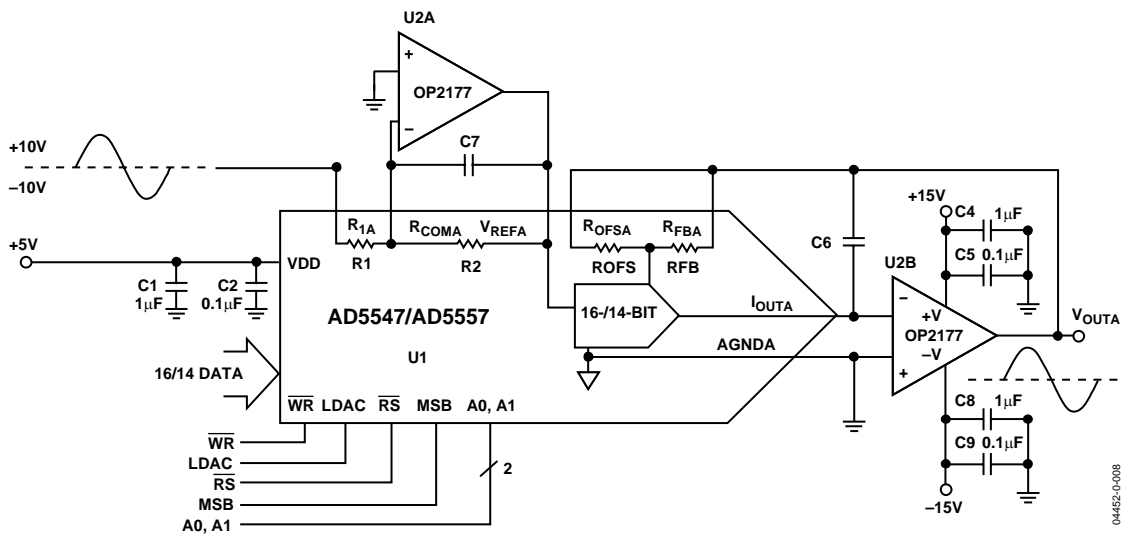 U2A
+
OP2177
–
C7
+10V
–10V
+5V
C1
1µF
C2
0.1µF
VDD
R1A
RCOMA
VREFA
R1
R2
ROFSA
RFBA
ROFS
RFB
C6
AD5547/AD5557
U1
16-/14-BIT
IOUTA
AGNDA
U2B
–
+V
OP2177
–V
+
+15V
C4
1µF
C5 0.1µF
VOUTA
C8
1µF
C9 0.1µF
–15V
16/14 DATA
WR LDAC RS MSB A0, A1
WR
LDAC
RS
MSB
A0, A1
2
04452-0-008